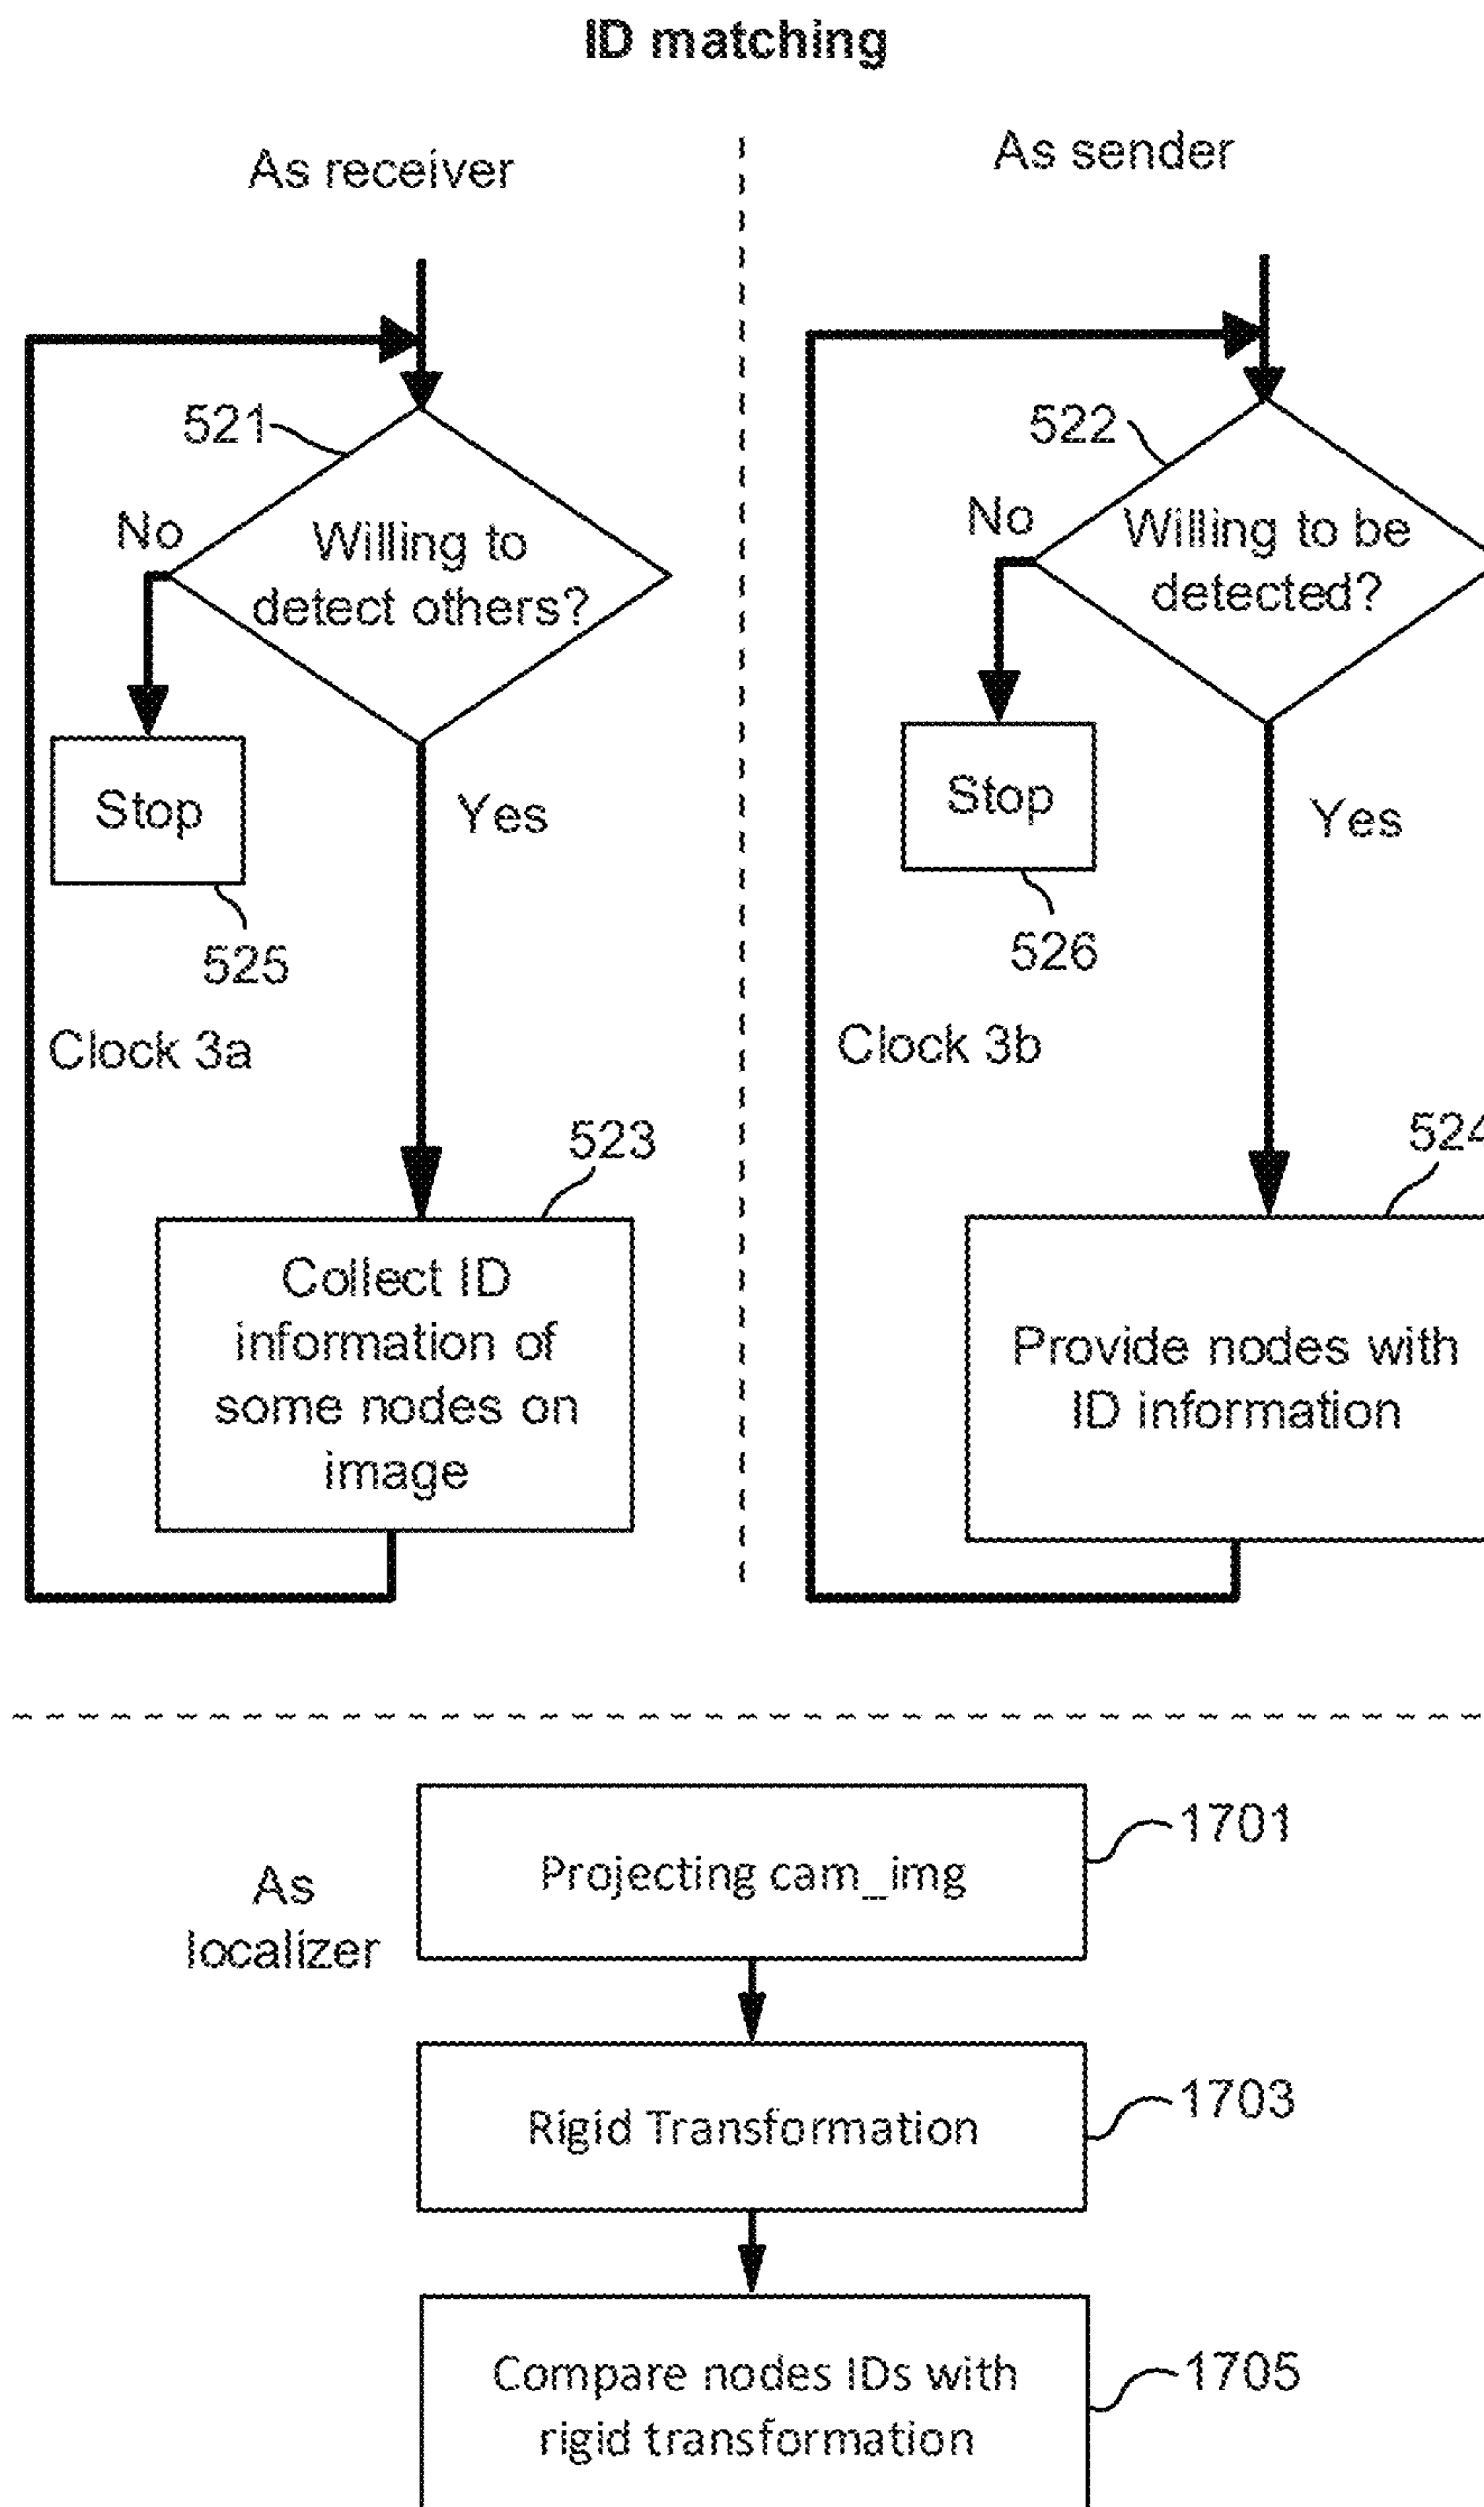 ID matching
As receiver
521
No
Willing to
detect others?
Stop
Yes
525
Clock 3a
523
Collect ID
information of
some nodes on
image
As sender
522
No
Willing to be
detected?
Stop
Yes
526
Clock 3b
524
Provide nodes with
ID information
As
localizer
Projecting cam_img
1701
Rigid Transformation
1703
Compare nodes IDs with
rigid transformation
1705